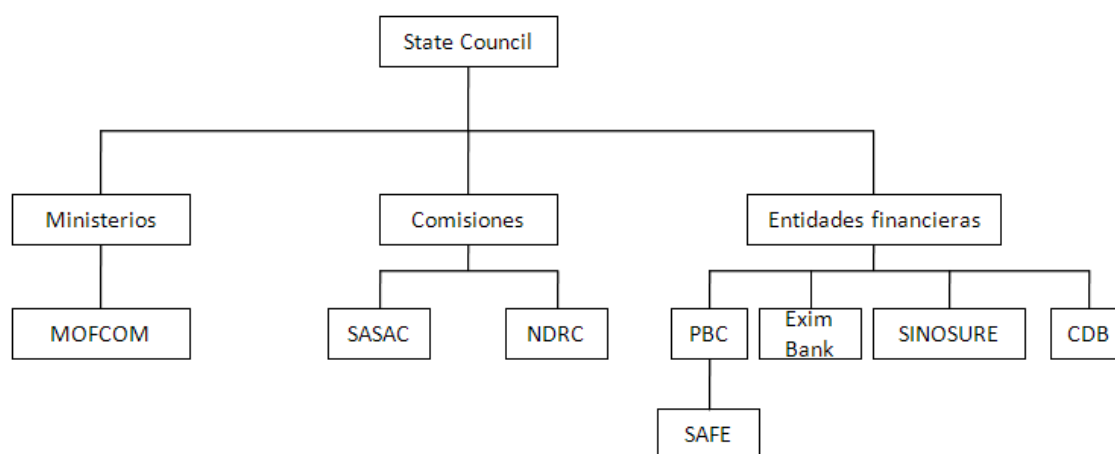 State Council
Ministerios
Comisiones
Entidades financieras
MOFCOM
SASAC
NDRC
PBC
Exim
Bank
SINOSURE
CDB
SAFE